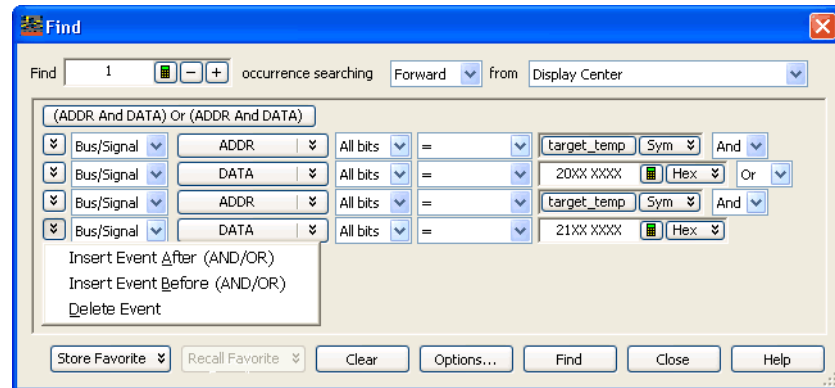 Find
Find 1 − + occurrence searching Forward from Display Center
(ADDR And DATA) Or (ADDR And DATA)
Bus/Signal ADDR All bits = target_temp Sym And
Bus/Signal DATA All bits = 20XX XXXX Hex Or
Bus/Signal ADDR All bits = target_temp Sym And
Bus/Signal DATA All bits = 21XX XXXX Hex
Insert Event After (AND/OR)
Insert Event Before (AND/OR)
Delete Event
Store Favorite Recall Favorite Clear Options... Find Close Help